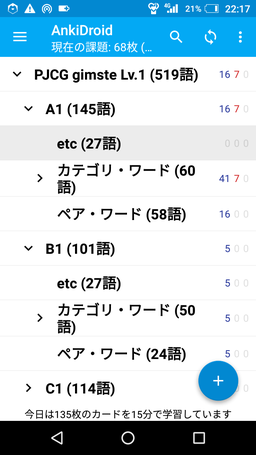 21% 22:17
AnkiDroid
現在の課題: 68枚 (…
PJCG gimste Lv.1 (519語) 16 7 0
A1 (145語) 16 7 0
etc (27語) 0 0 0
カテゴリ・ワード (60 41 7 0
語)
ペア・ワード (58語) 16 0 0
B1 (101語) 5 0 0
etc (27語) 5 0 0
カテゴリ・ワード (50 5 0 0
語)
ペア・ワード (24語) 5 0 0
C1 (114語) 0
今日は135枚のカードを15分で学習しています